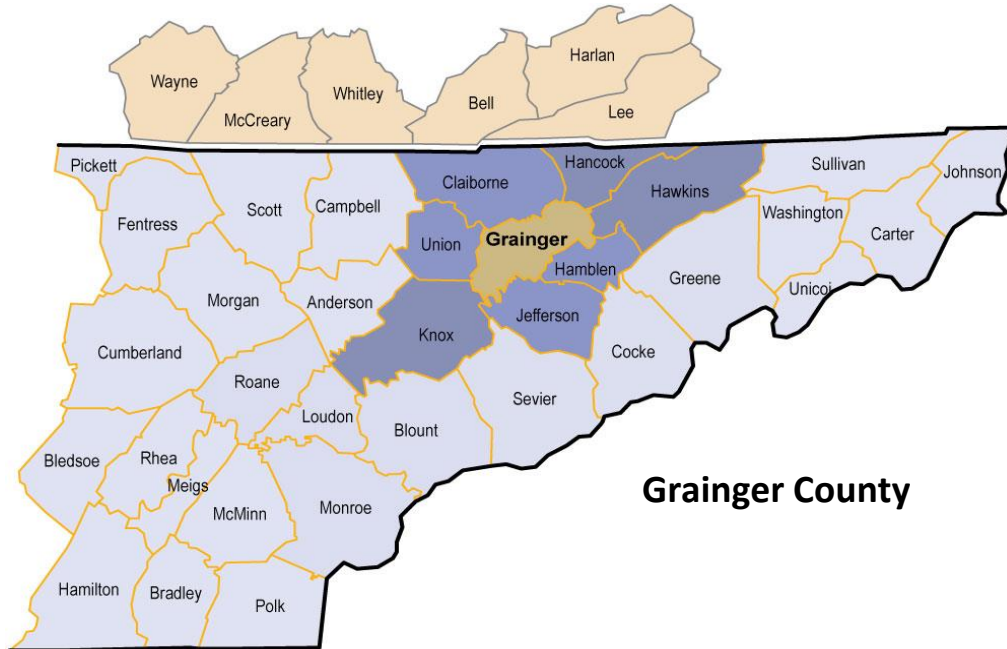 Harlan
Wayne
Whitley
Bell
Lee
McCreary
Pickett
Hancock
Sullivan
Johnson
Claiborne
Hawkins
Scott
Campbell
Washington
Fentress
Carter
Union
Grainger
Hamblen
Greene
Unicoi
Morgan
Anderson
Jefferson
Knox
Cumberland
Cocke
Roane
Sevier
Loudon
Blount
Bledsoe
Rhea
Meigs
Grainger County
McMinn
Monroe
Hamilton
Bradley
Polk